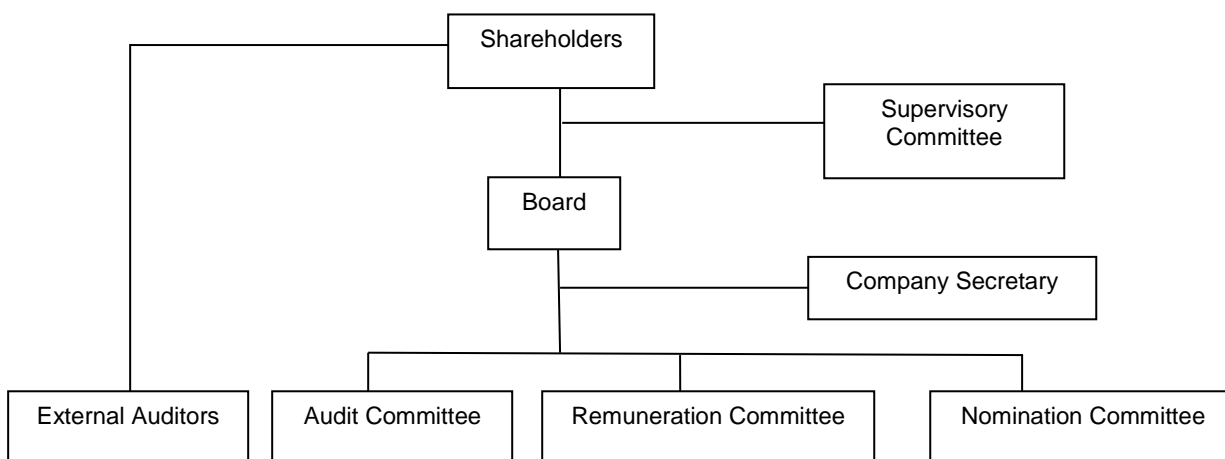 Shareholders
Supervisory
Committee
Board
Company Secretary
External Auditors
Audit Committee
Remuneration Committee
Nomination Committee